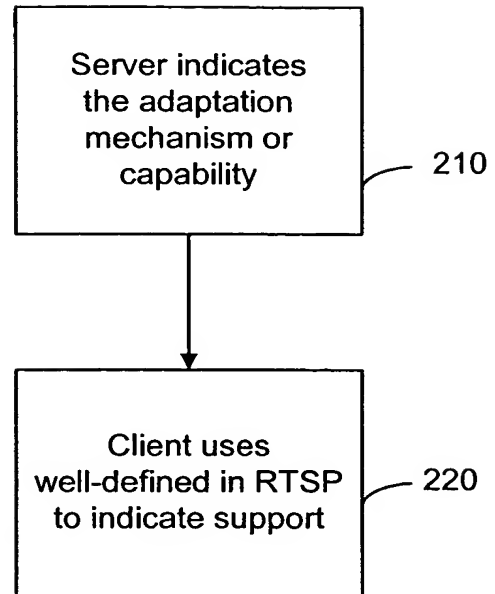 Server indicates
the adaptation
mechanism or
capability
210
Client uses
well-defined in RTSP
to indicate support
220